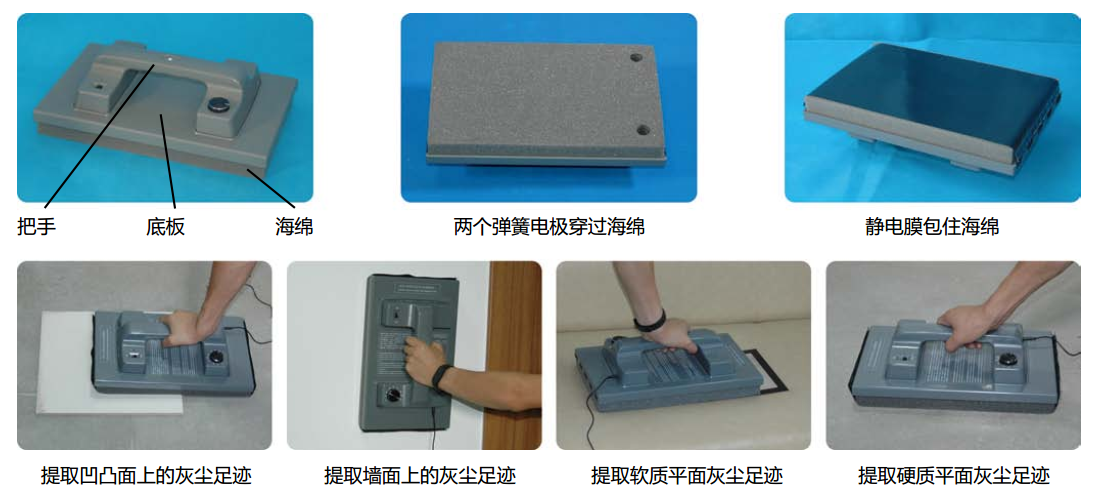 把手
底板
海绵
两个弹簧电极穿过海绵
静电膜包住海绵
提取凹凸面上的灰尘足迹
提取墙面上的灰尘足迹
提取软质平面灰尘足迹
提取硬质平面灰尘足迹